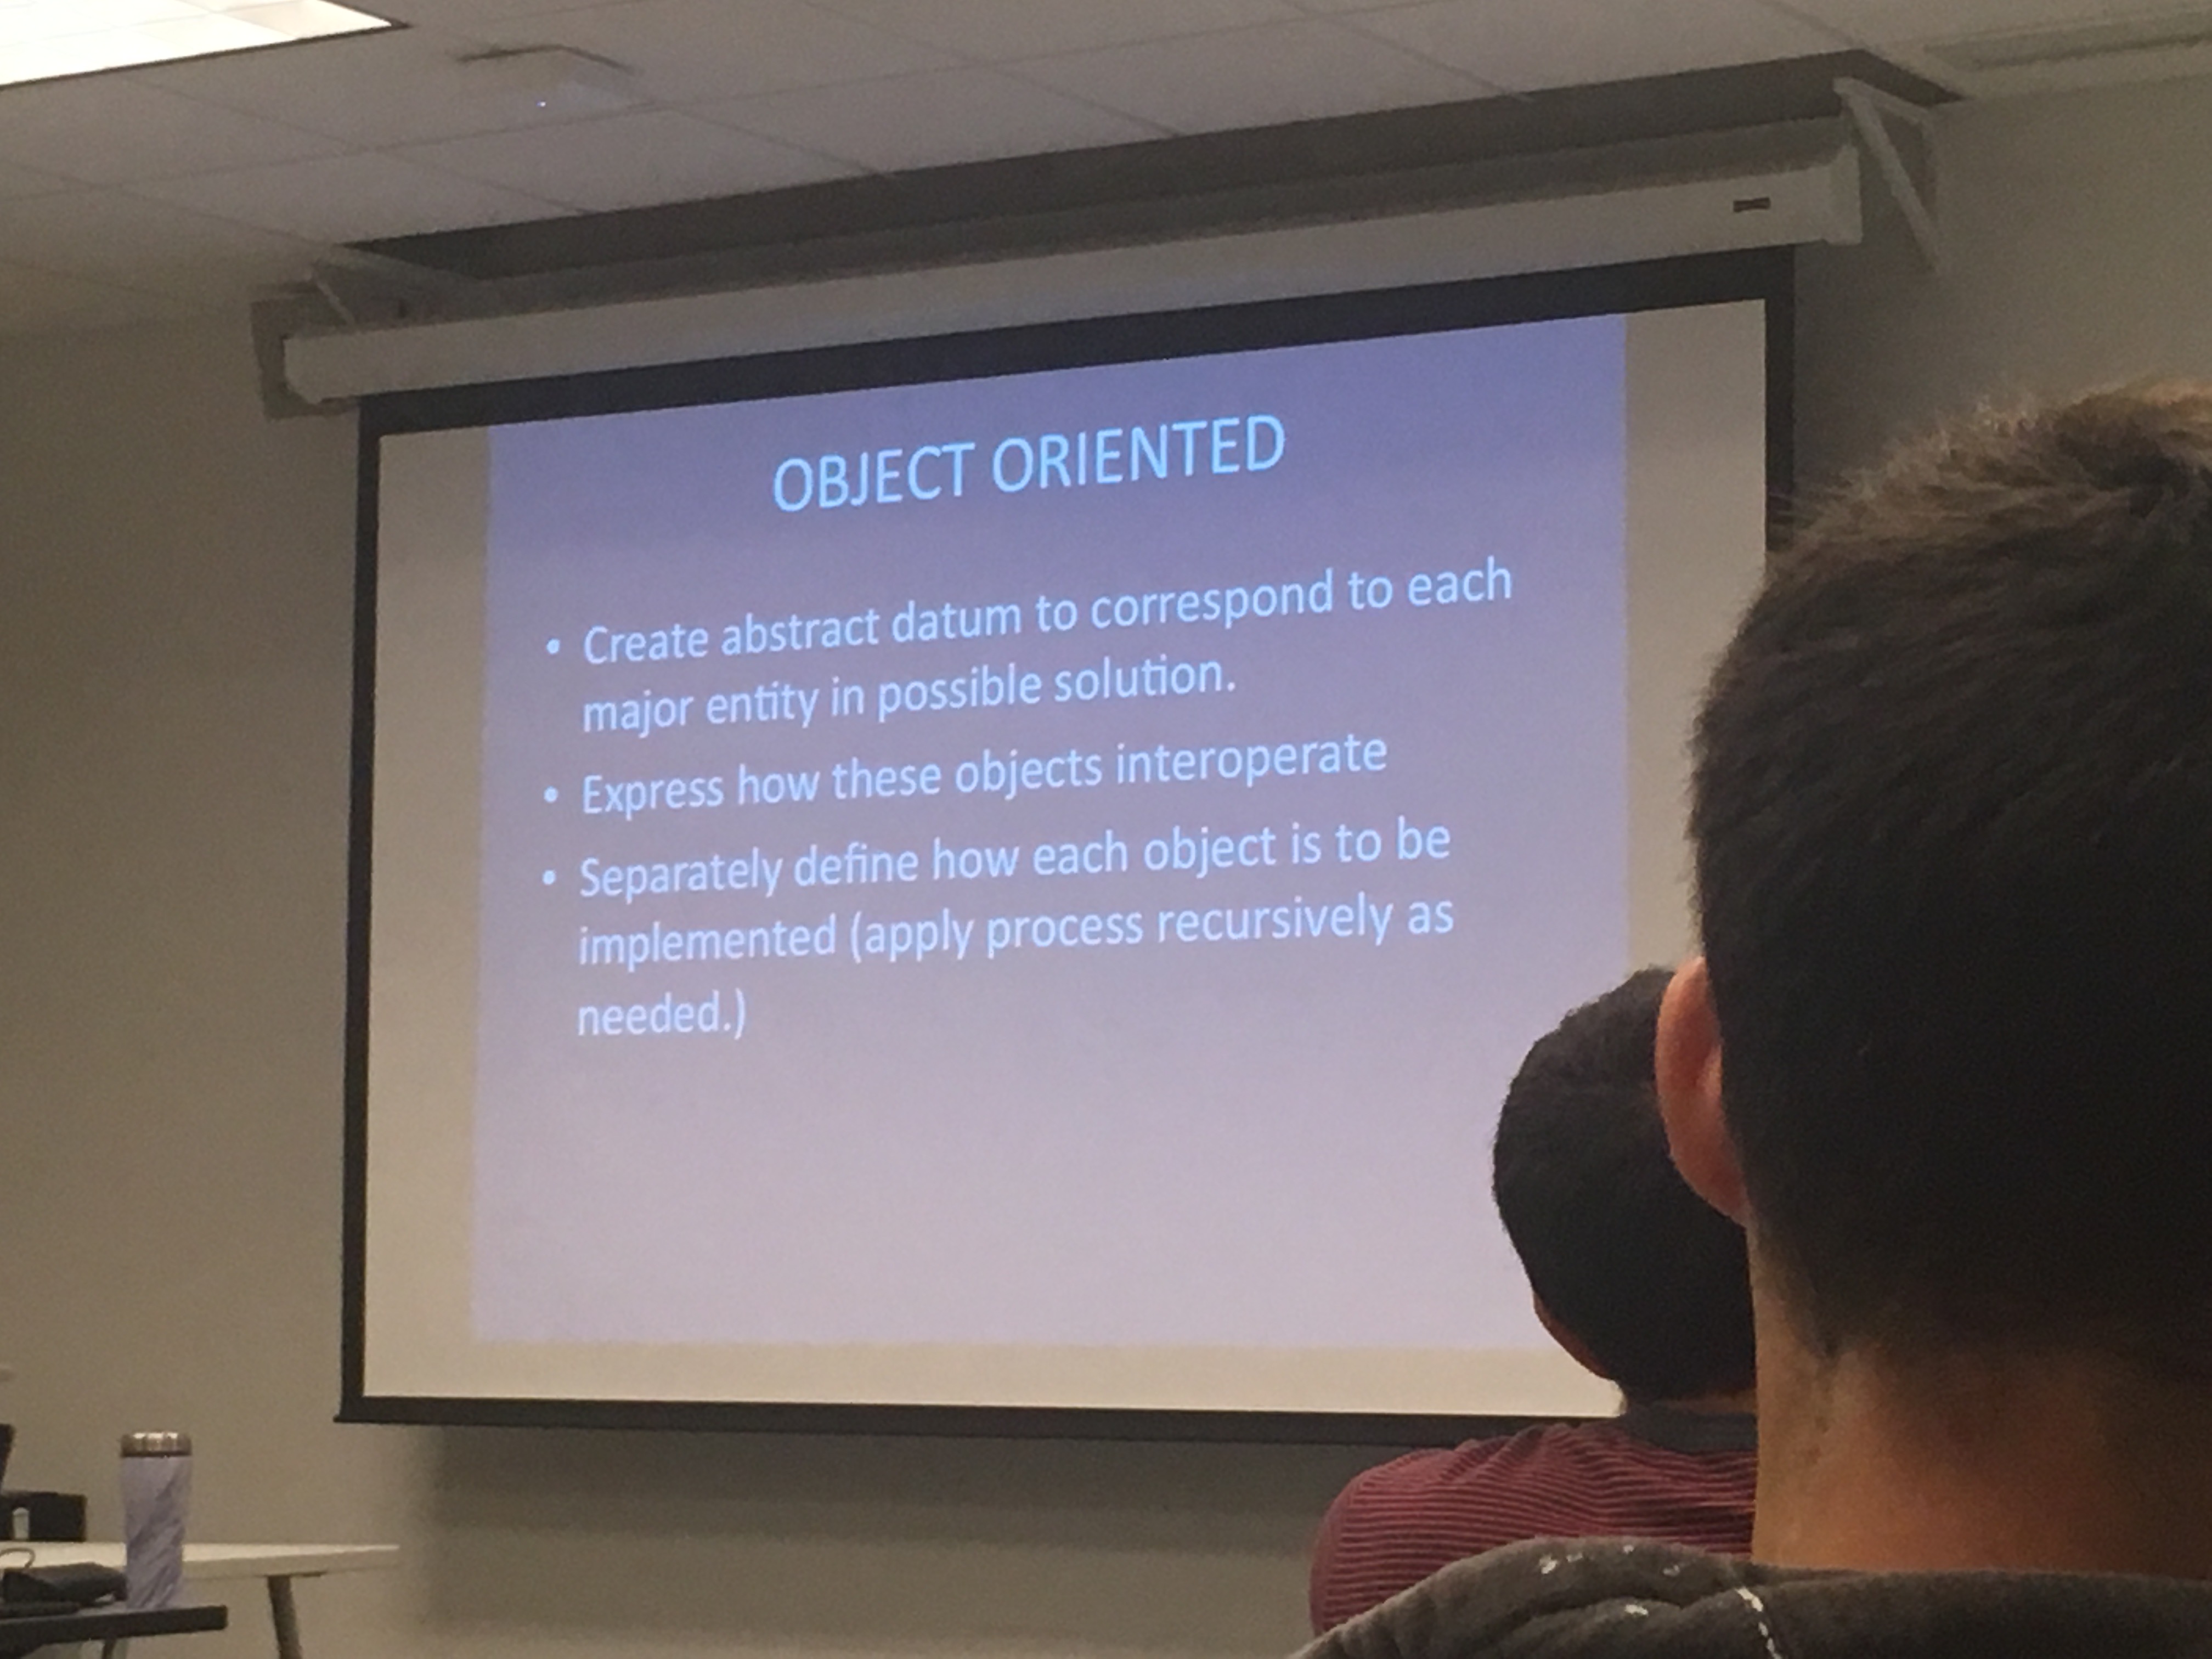 OBJECT ORIENTED
• Create abstract datum to correspond to each
major entity in possible solution.
• Express how these objects interoperate
• Separately define how each object is to be
implemented (apply process recursively as
needed.)